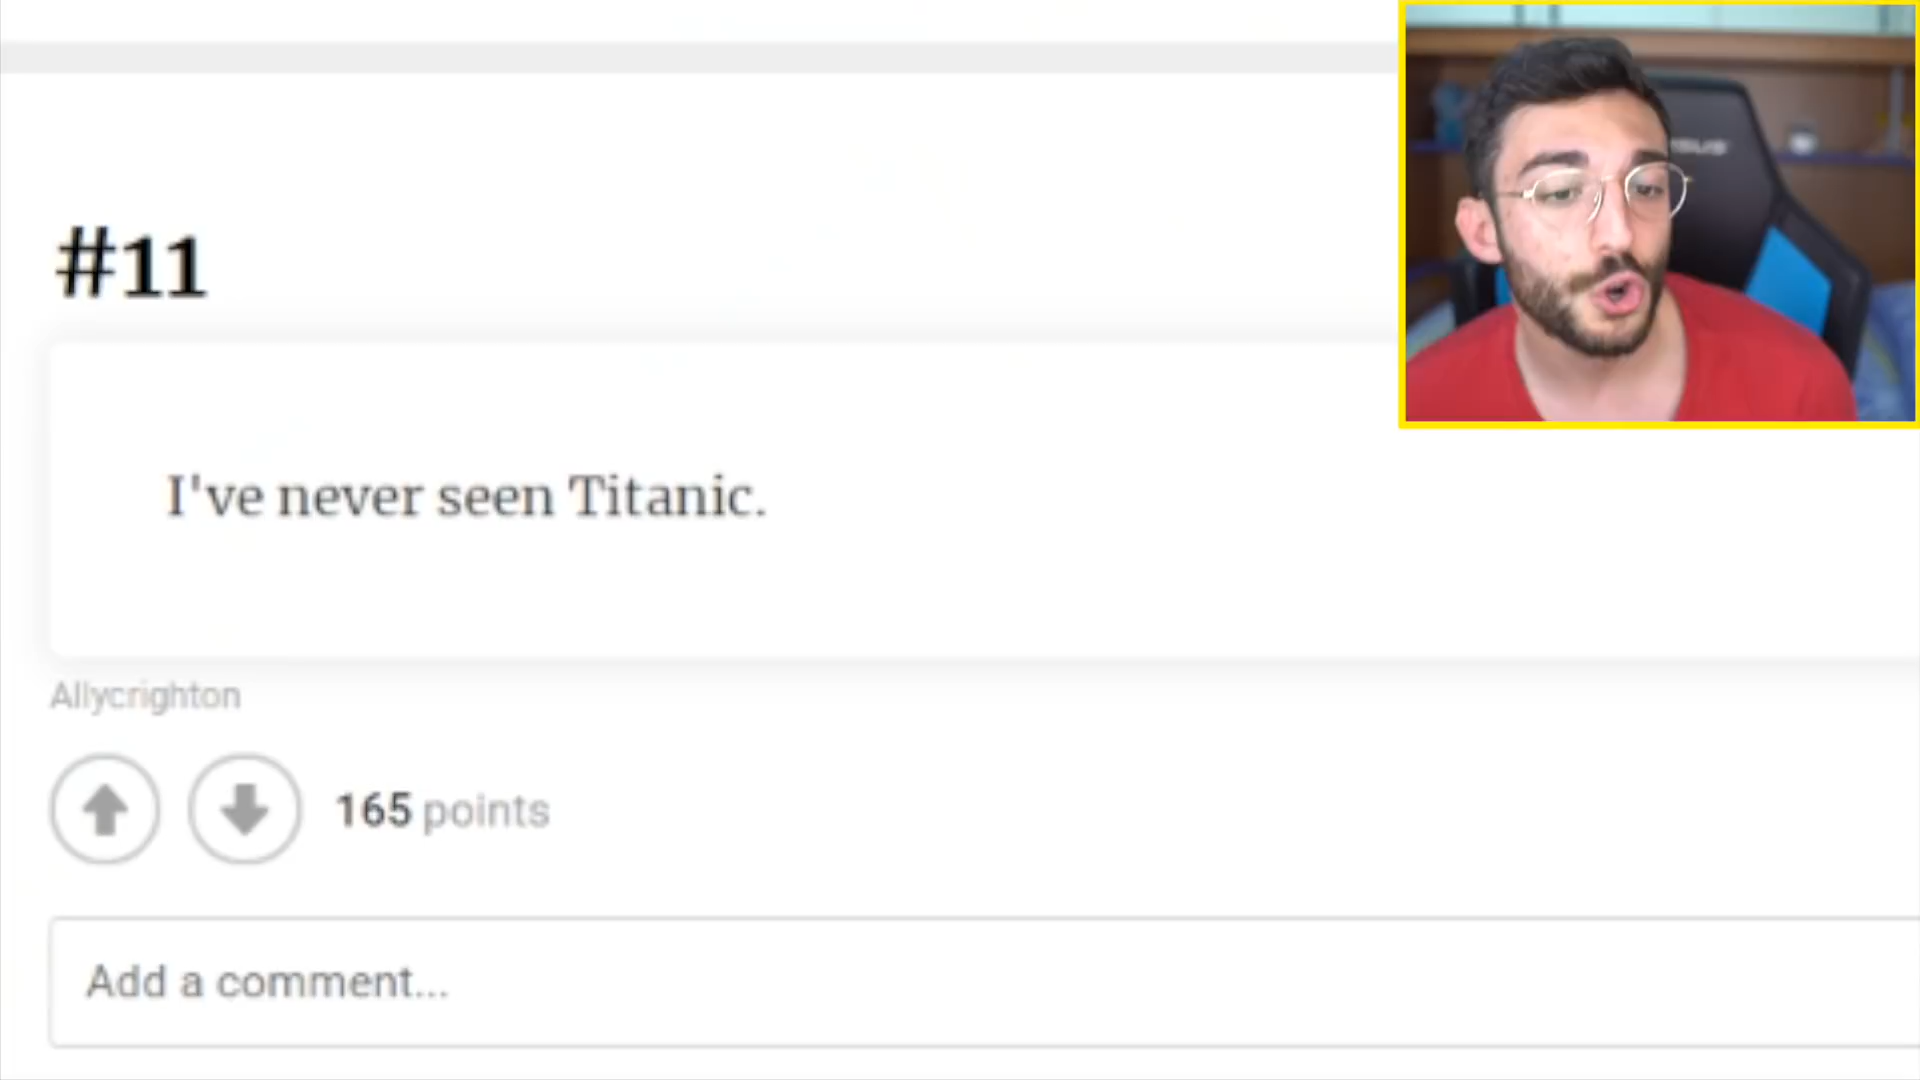 #11
I've never seen Titanic.
Allycrighton
165 points
Add a comment...